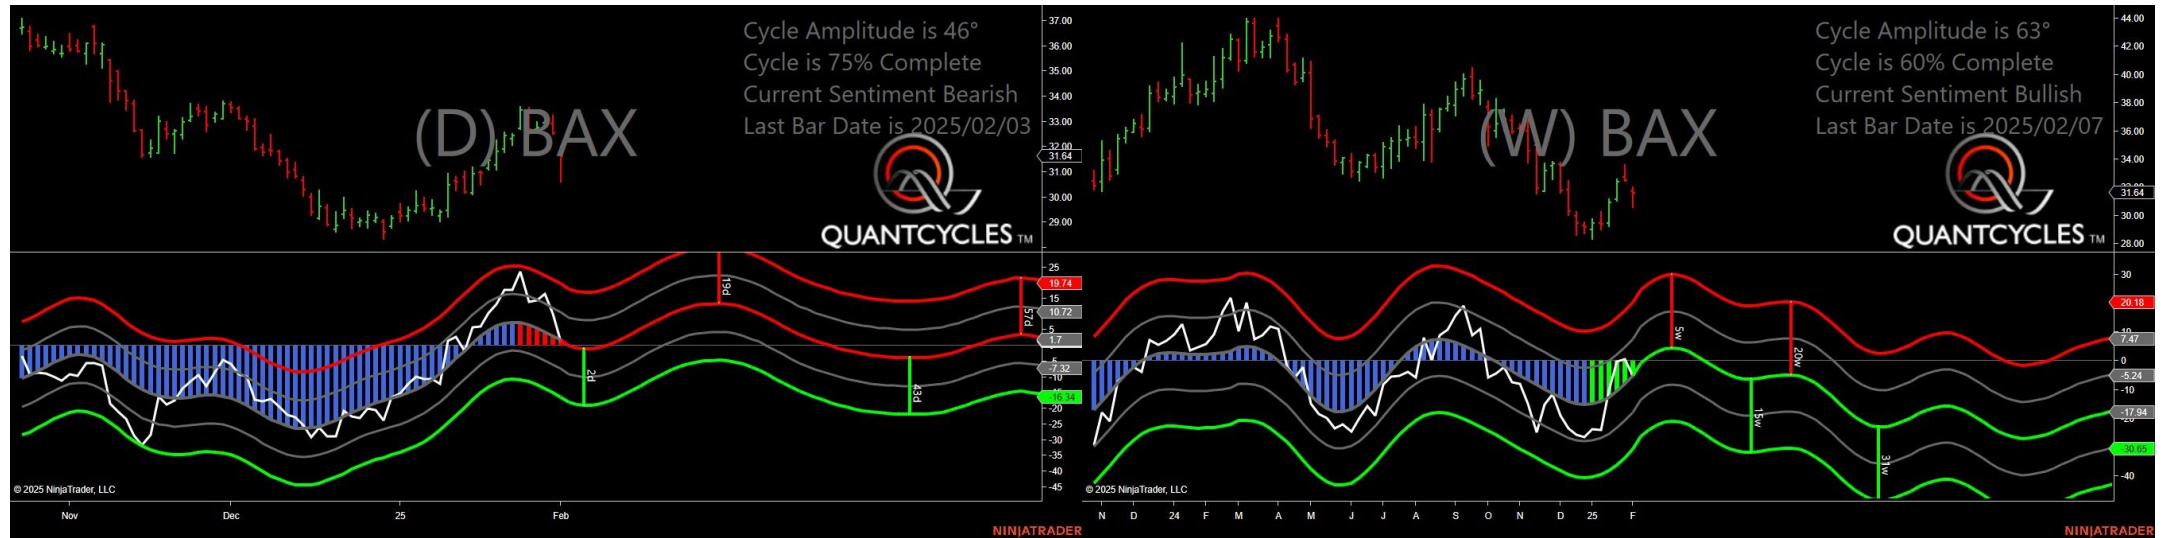 Cycle Amplitude is 46°
Cycle is 75% Complete
Current Sentiment Bearish
Last Bar Date is 2025/02/03
(D) BAX
QUANTCYCLES TM
37.00
36.00
35.00
34.00
33.00
32.00
31.64
31.00
30.00
29.00
25
19.74
15
10.72
5
1.7
-5
-7.32
-10
-15
-16.34
-20
-25
-30
-35
-40
-45
19d
57d
2d
43d
© 2025 NinjaTrader, LLC
Nov
Dec
25
Feb
NINJATRADER
Cycle Amplitude is 63°
Cycle is 60% Complete
Current Sentiment Bullish
Last Bar Date is 2025/02/07
(W) BAX
QUANTCYCLES TM
44.00
42.00
40.00
38.00
36.00
34.00
32.00
31.64
30.00
28.00
30
20.18
10
7.47
0
-5.24
-10
-17.94
-20
-30.65
-40
5w
20w
15w
31w
© 2025 NinjaTrader, LLC
N D 24 F M A M J J A S O N D 25 F
NINJATRADER